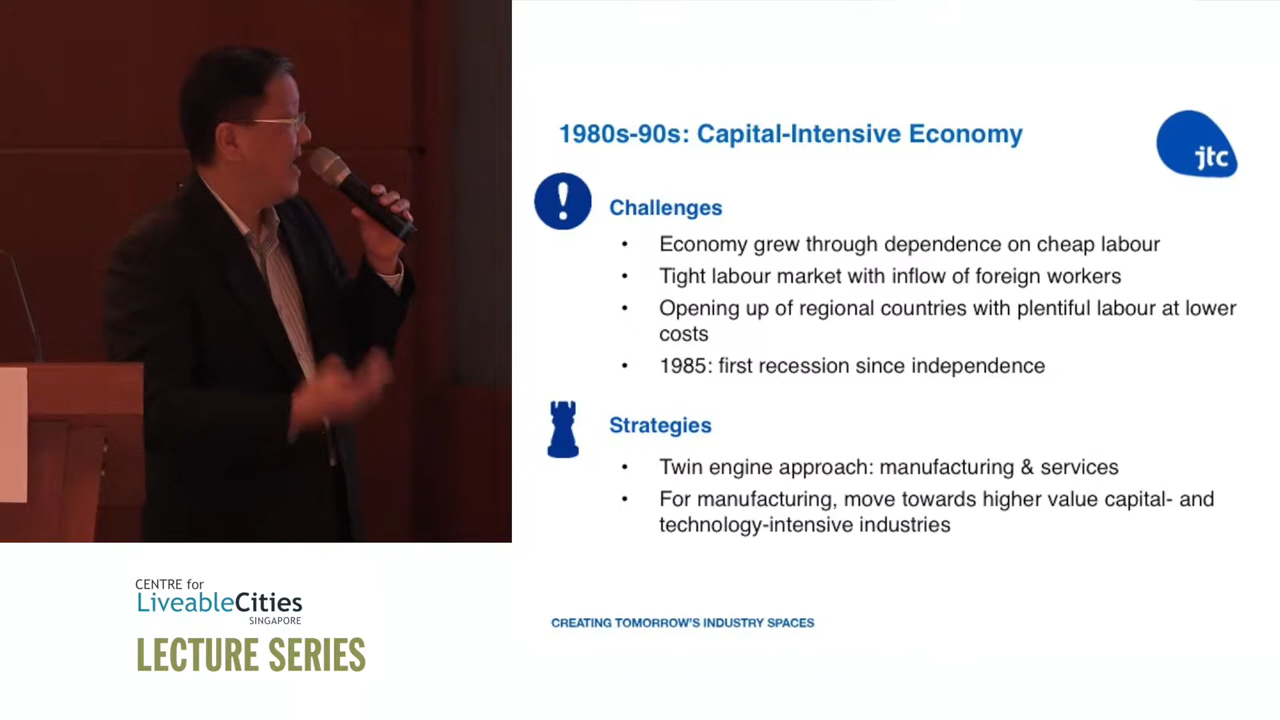 1980s-90s: Capital-Intensive Economy
jtc
Challenges
• Economy grew through dependence on cheap labour
• Tight labour market with inflow of foreign workers
• Opening up of regional countries with plentiful labour at lower
costs
• 1985: first recession since independence
Strategies
• Twin engine approach: manufacturing & services
• For manufacturing, move towards higher value capital- and
technology-intensive industries
CREATING TOMORROW'S INDUSTRY SPACES
CENTRE for
LiveableCities
SINGAPORE
LECTURE SERIES